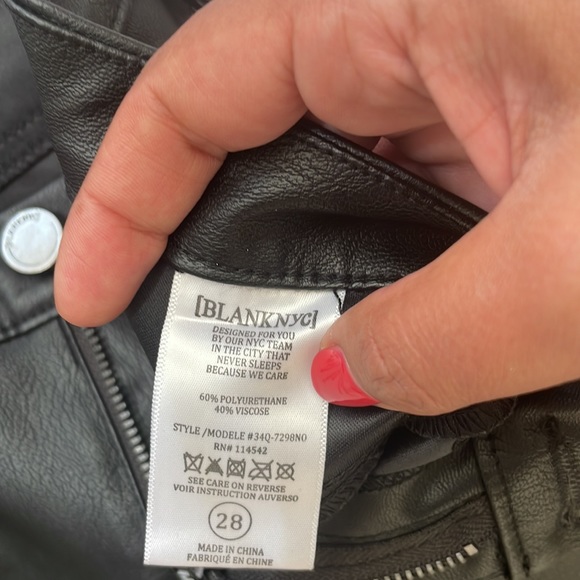 [BLANKNYC]
DESIGNED FOR YOU
BY OUR NYC TEAM
IN THE CITY THAT
NEVER SLEEPS
BECAUSE WE CARE
60% POLYURETHANE
40% VISCOSE
STYLE /MODELE #34Q-7298NO
RN# 114542
SEE CARE ON REVERSE
VOIR INSTRUCTION AUVERSO
28
MADE IN CHINA
FABRIQUÉ EN CHINE